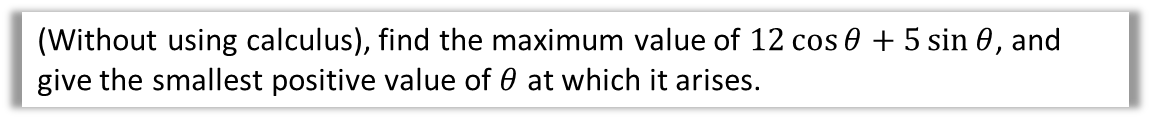 (Without using calculus), find the maximum value of 12 cos θ + 5 sin θ, and
give the smallest positive value of θ at which it arises.